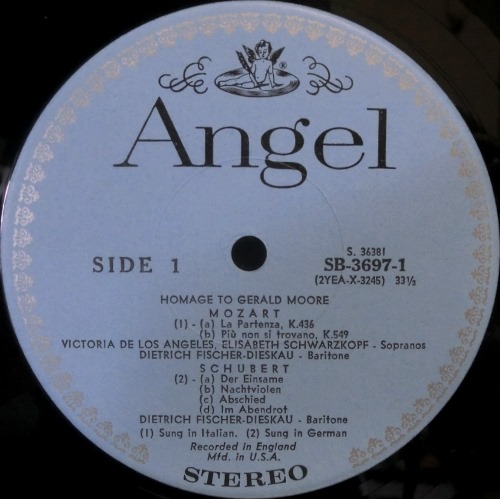 Angel
SIDE 1
S. 36381
SB-3697-1
(2YEA-X-3245) 33⅓
HOMAGE TO GERALD MOORE
MOZART
(1) - (a) La Partenza, K.436
(b) Più non si trovano, K.549
VICTORIA DE LOS ANGELES, ELISABETH SCHWARZKOPF - Sopranos
DIETRICH FISCHER-DIESKAU - Baritone
SCHUBERT
(2) - (a) Der Einsame
(b) Nachtviolen
(c) Abschied
(d) Im Abendrot
DIETRICH FISCHER-DIESKAU - Baritone
(1) Sung in Italian. (2) Sung in German
Recorded in England
Mfd. in U.S.A.
STEREO